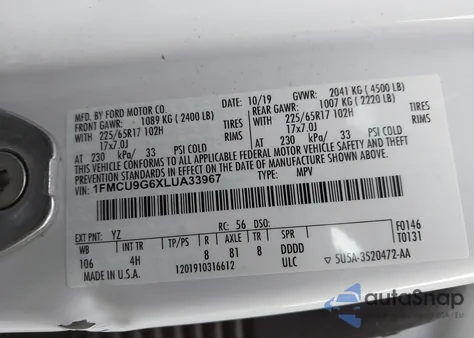 MFD. BY FORD MOTOR CO.
10/19 GVWR: 2041 KG (4500 LB)
FRONT GAWR: 1089 KG (2400 LB) REAR GAWR: 1007 KG (2220 LB)
225/65R17 102H TIRES 225/65R17 102H TIRES
17x7.0J RIMS 17x7.0J RIMS
AT 230 kPa/ 33 PSI COLD AT 230 kPa/ 33 PSI COLD
THIS VEHICLE CONFORMS TO ALL APPLICABLE FEDERAL MOTOR VEHICLE SAFETY, BUMPER, AND THEFT
PREVENTION STANDARDS IN EFFECT ON THE DATE OF MANUFACTURE SHOWN ABOVE.
VIN: 1FMCU9G6XLUA33967 TYPE: MPV
F0146
T0131
EXT PNT: YZ RC: 56 DSO:
WB INT TR TP/PS R AXLE TR
106 4H 8 81 8 DDDD
MADE IN U.S.A. 1201910316612 ULC ▽ 5U5A-3520472-AA
autoSnap